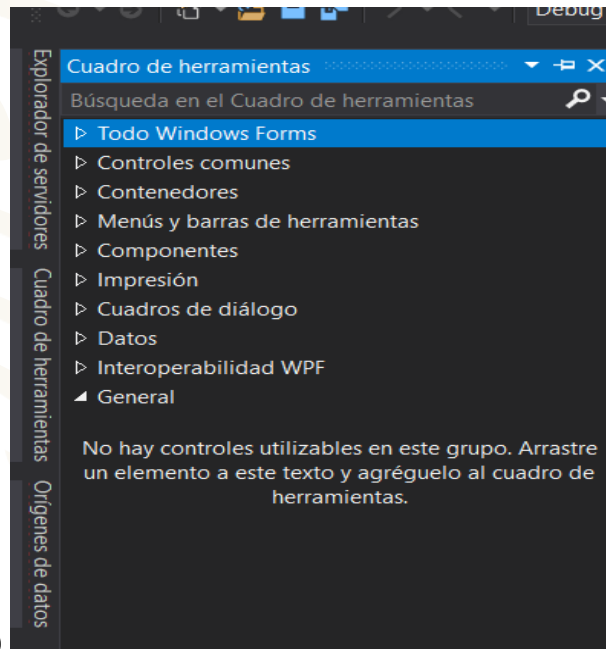 Debug
Explorador de servidores
Cuadro de herramientas
Orígenes de datos
Cuadro de herramientas
Búsqueda en el Cuadro de herramientas
Todo Windows Forms
Controles comunes
Contenedores
Menús y barras de herramientas
Componentes
Impresión
Cuadros de diálogo
Datos
Interoperabilidad WPF
General
No hay controles utilizables en este grupo. Arrastre
un elemento a este texto y agréguelo al cuadro de
herramientas.